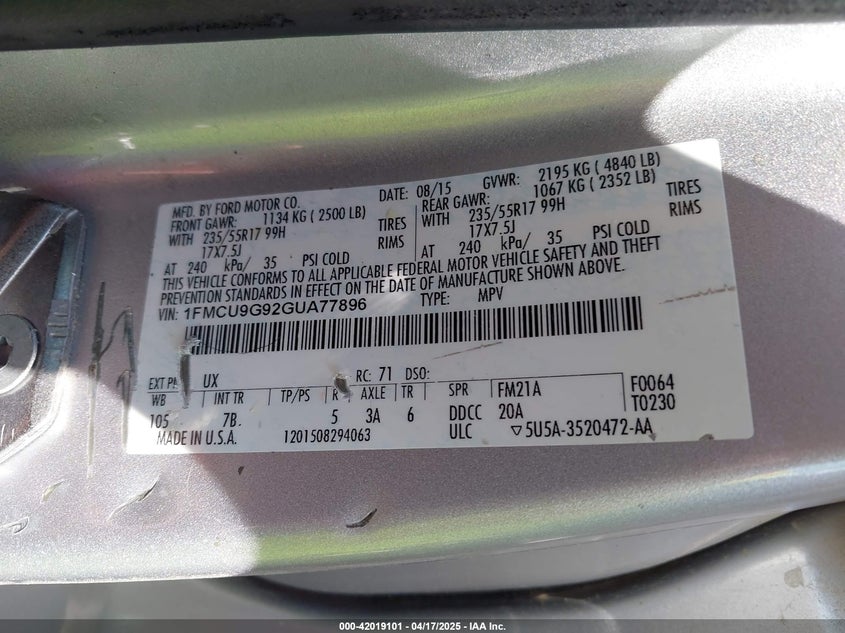 MFD. BY FORD MOTOR CO. DATE: 08/15 GVWR: 2195 KG ( 4840 LB)
FRONT GAWR: 1134 KG ( 2500 LB) REAR GAWR: 1067 KG ( 2352 LB)
WITH 235/55R17 99H TIRES WITH 235/55R17 99H TIRES
17X7.5J RIMS 17X7.5J RIMS
AT 240 kPa/ 35 PSI COLD AT 240 kPa/ 35 PSI COLD
THIS VEHICLE CONFORMS TO ALL APPLICABLE FEDERAL MOTOR VEHICLE SAFETY AND THEFT
PREVENTION STANDARDS IN EFFECT ON THE DATE OF MANUFACTURE SHOWN ABOVE.
VIN: 1FMCU9G92GUA77896 TYPE: MPV
EXT UX RC: 71 DSO:
WB INT TR TP/PS R AXLE TR SPR FM21A F0064
105 7B. 5 3A 6 DDCC 20A T0230
MADE IN U.S.A. 1201508294063 ULC ▽5U5A-3520472-AA
000-42019101 | 04/17/2025 - IAA Inc.